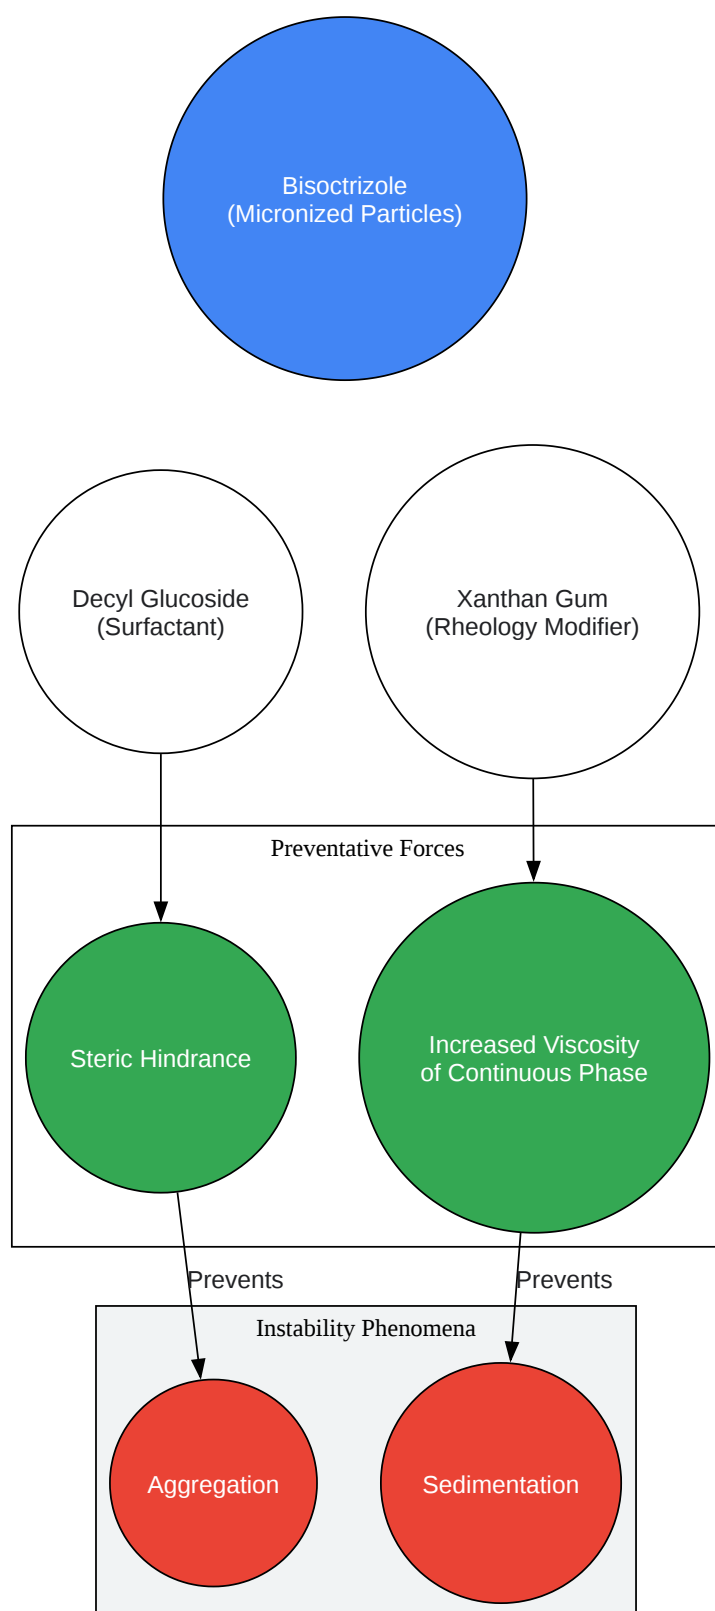 Bisoctrizole
(Micronized Particles)
Decyl Glucoside
(Surfactant)
Xanthan Gum
(Rheology Modifier)
Preventative Forces
Steric Hindrance
Increased Viscosity
of Continuous Phase
Prevents
Prevents
Instability Phenomena
Aggregation
Sedimentation